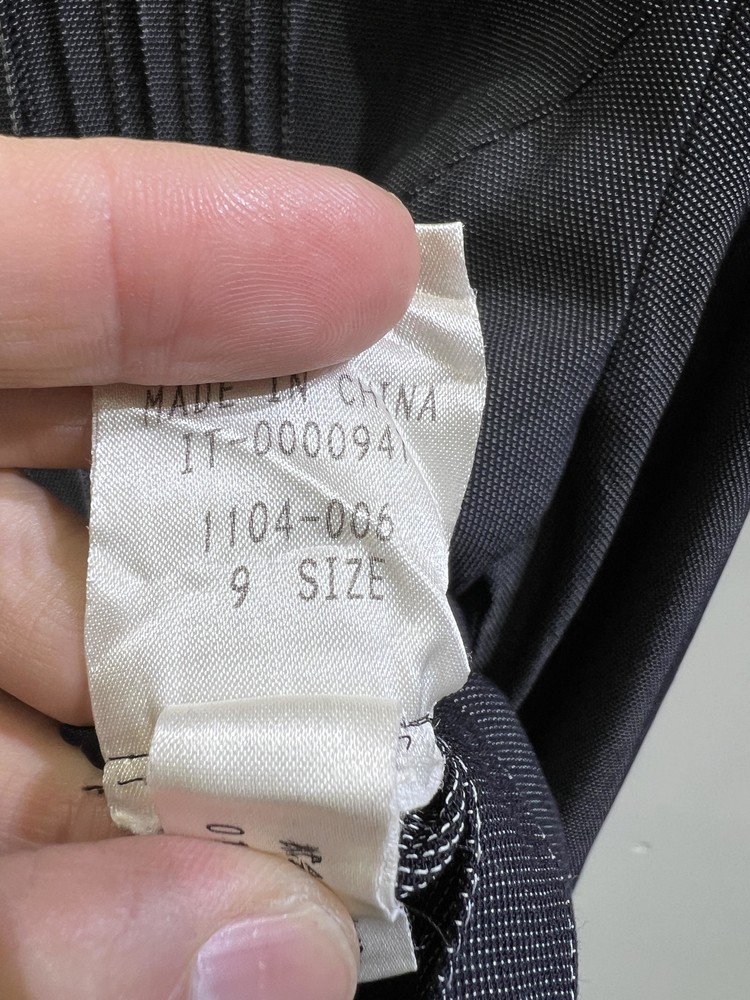 MADE IN CHINA
IT-0000941
1104-006
9 SIZE